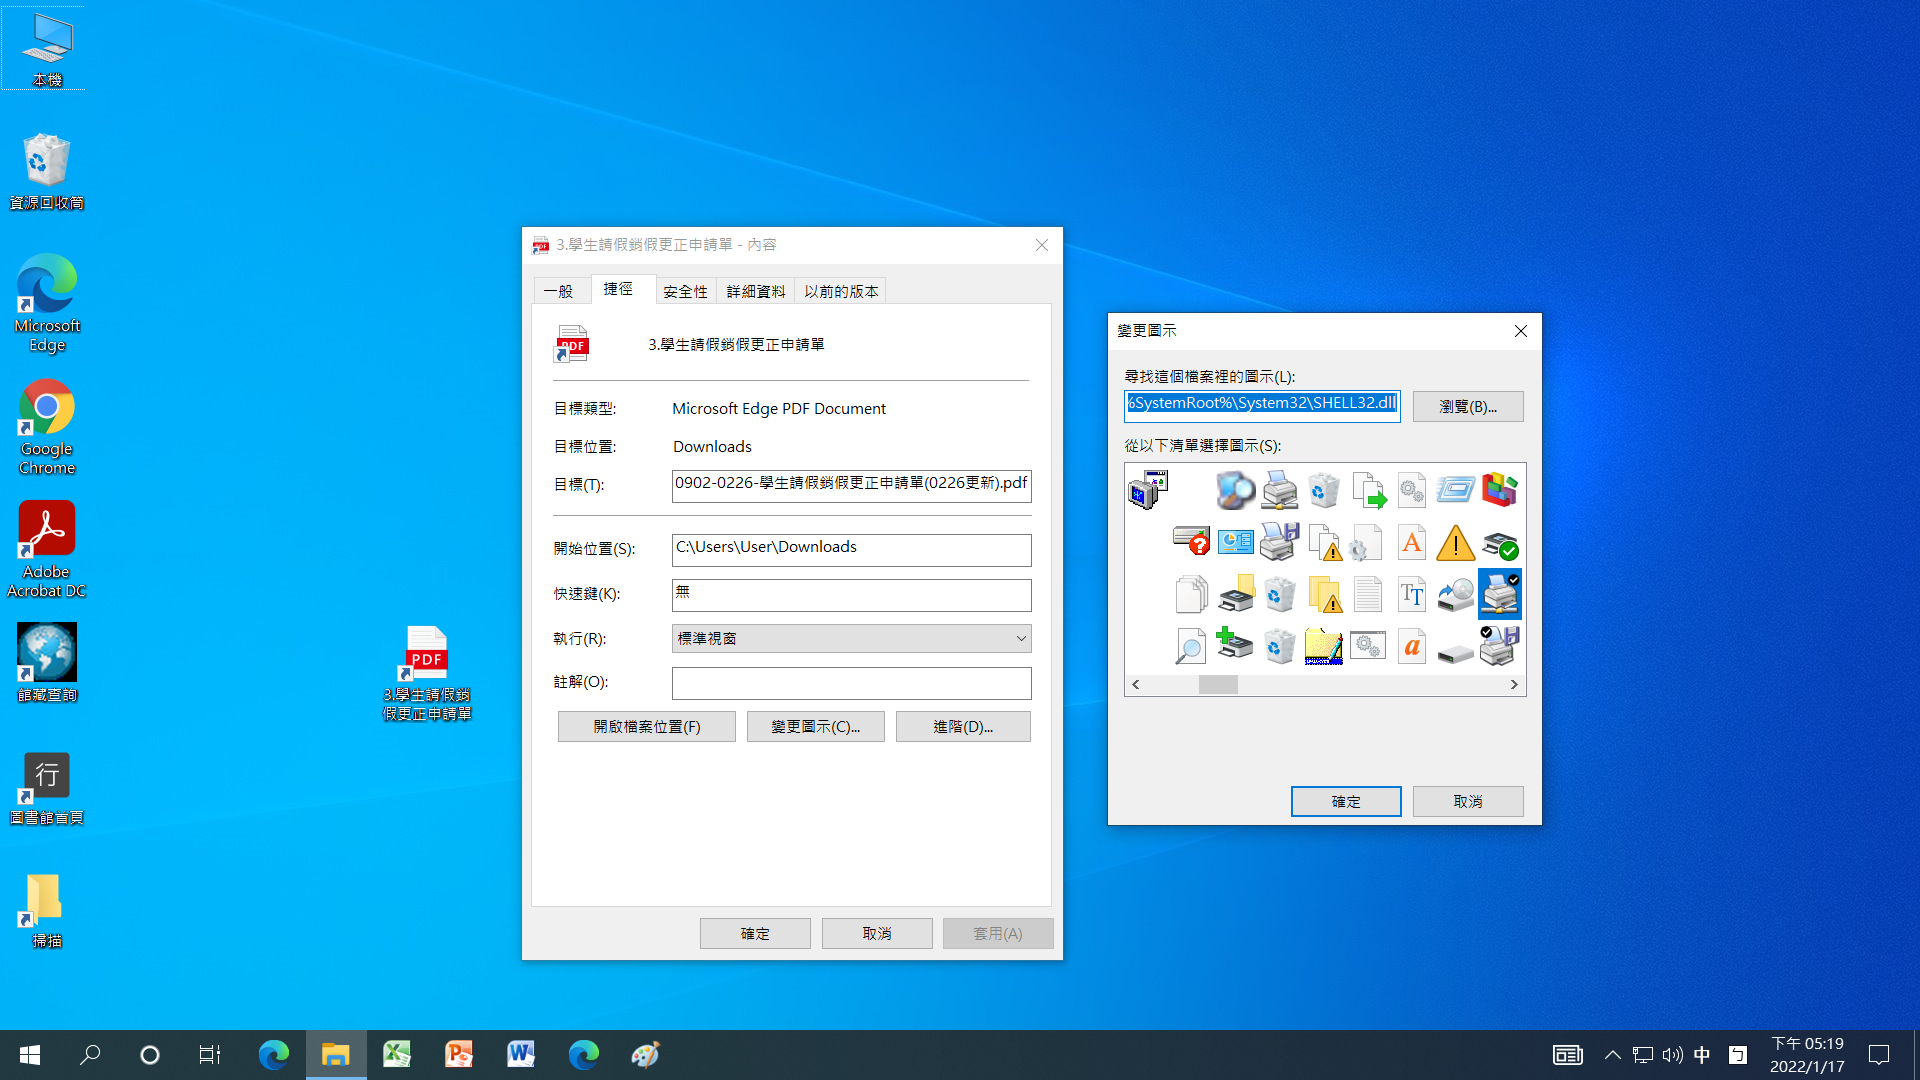 本機
資源回收筒
Microsoft
Edge
Google
Chrome
Adobe
Acrobat DC
館藏查詢
行
圖書館首頁
掃描
PDF
3.學生請假銷
假更正申請單
3.學生請假銷假更正申請單 - 內容
一般
捷徑
安全性
詳細資料
以前的版本
PDF
3.學生請假銷假更正申請單
目標類型:
Microsoft Edge PDF Document
目標位置:
Downloads
目標(T):
0902-0226-學生請假銷假更正申請單(0226更新).pdf
開始位置(S):
C:\Users\User\Downloads
快速鍵(K):
無
執行(R):
標準視窗
註解(O):
開啟檔案位置(F)
變更圖示(C)...
進階(D)...
確定
取消
套用(A)
變更圖示
尋找這個檔案裡的圖示(L):
%SystemRoot%\System32\SHELL32.dll
瀏覽(B)...
從以下清單選擇圖示(S):
確定
取消
中
下午 05:19
2022/1/17